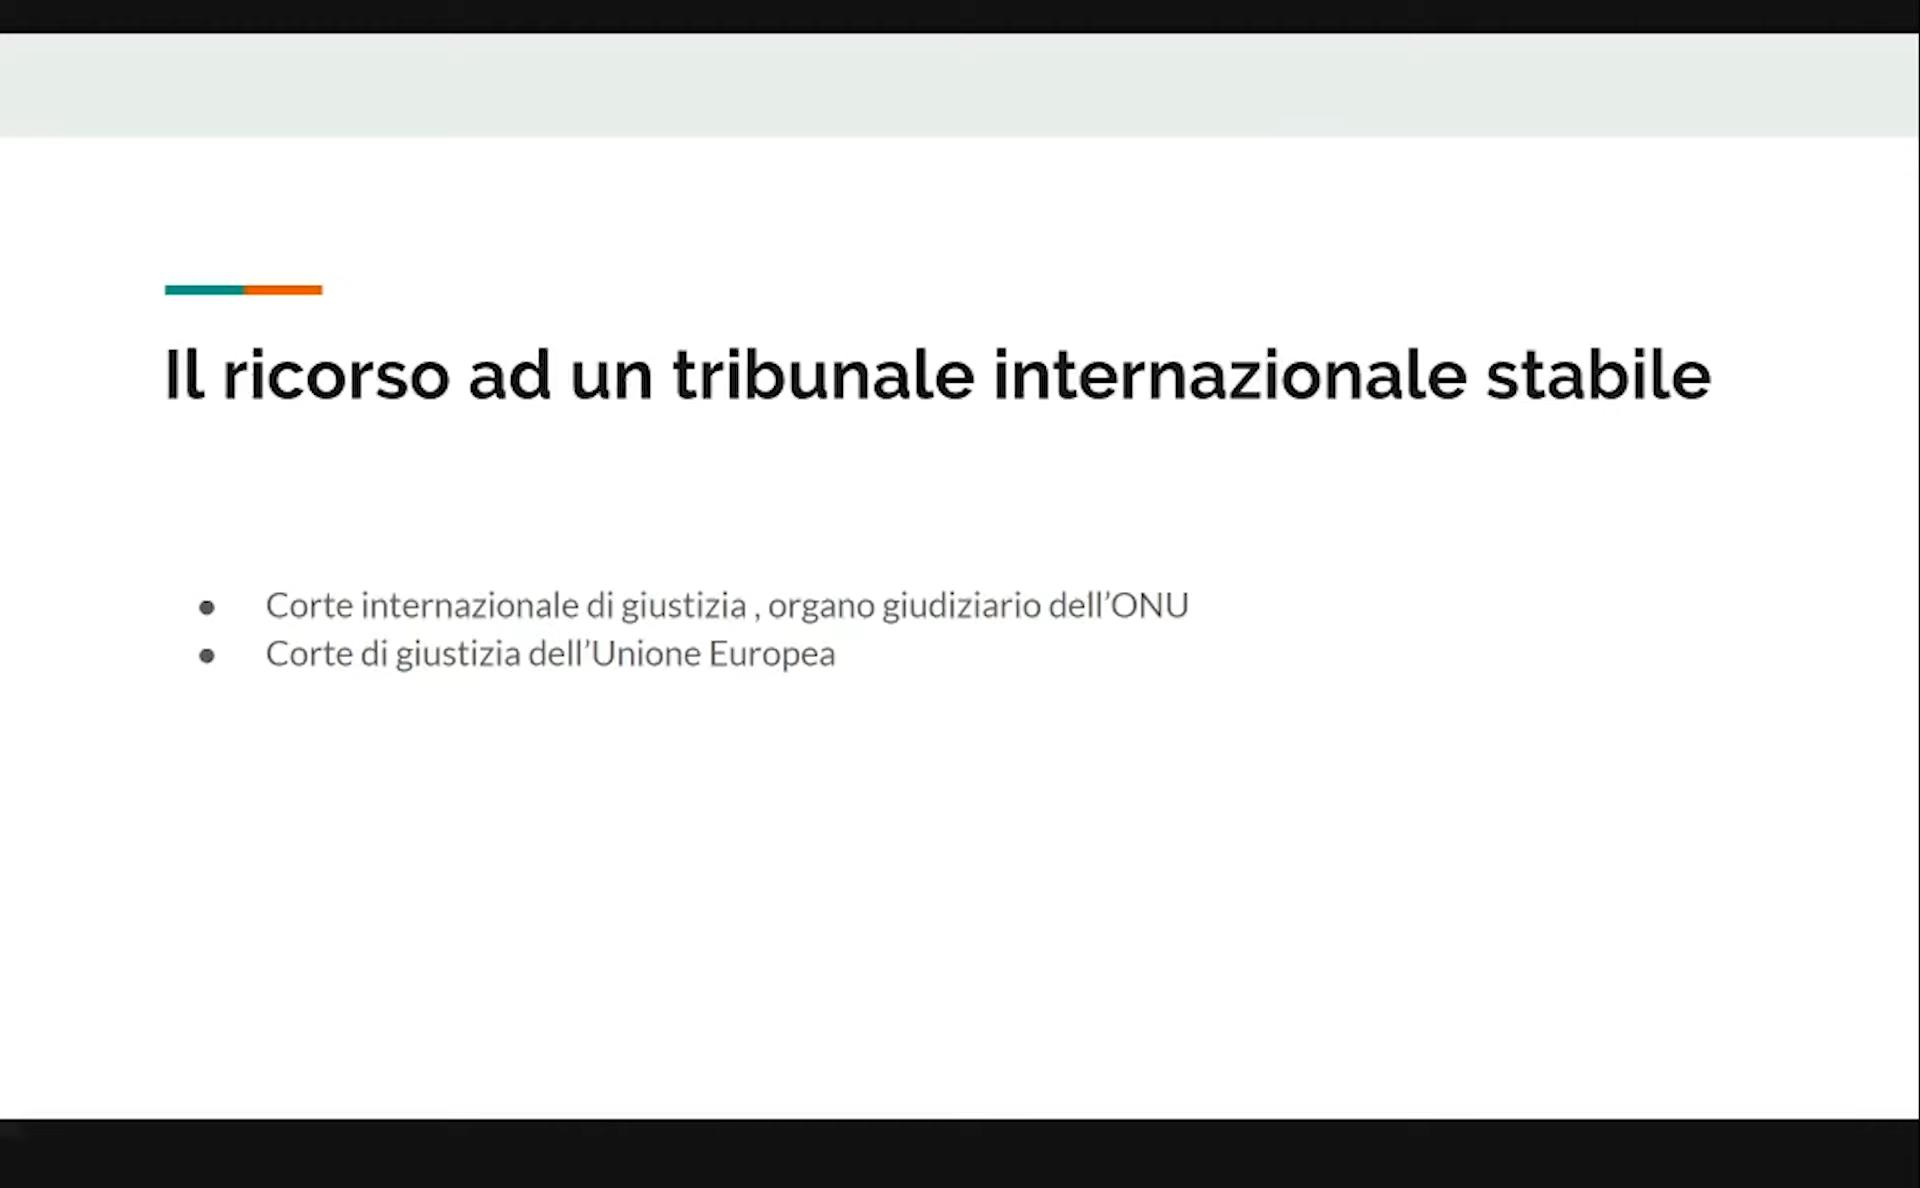 Il ricorso ad un tribunale internazionale stabile
● Corte internazionale di giustizia , organo giudiziario dell’ONU
● Corte di giustizia dell’Unione Europea